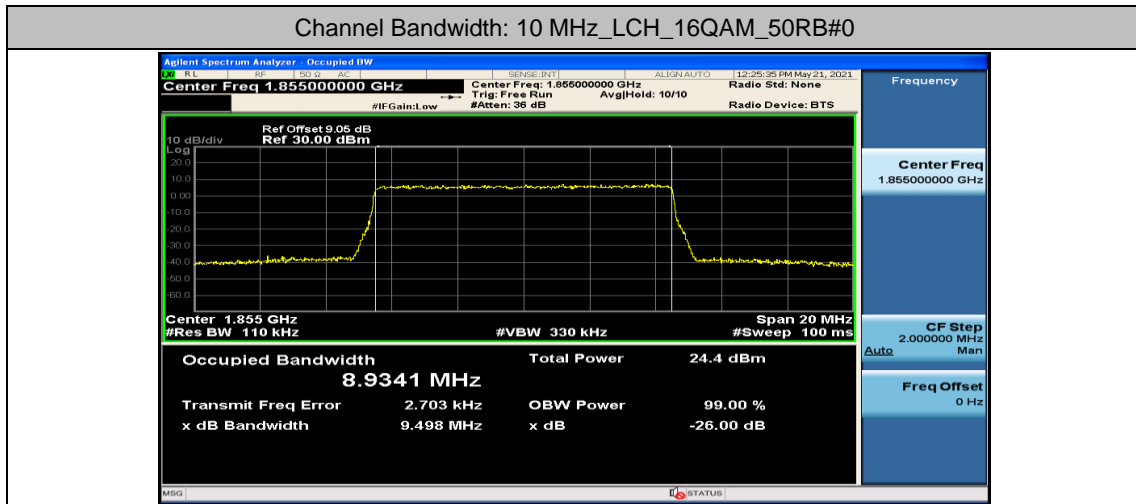 Channel Bandwidth: 10 MHz_LCH_16QAM_50RB#0
Agilent Spectrum Analyzer - Occupied BW
LXI RL RF 50 Ω AC SENSE:INT ALIGN AUTO 12:25:35 PM May 21, 2021
Center Freq 1.855000000 GHz
Center Freq: 1.855000000 GHz Radio Std: None
Trig: Free Run Avg|Hold: 10/10
#IFGain:Low #Atten: 36 dB Radio Device: BTS
Ref Offset 9.05 dB
10 dB/div Ref 30.00 dBm
Log
20.0
10.0
0.00
-10.0
-20.0
-30.0
-40.0
-50.0
-60.0
Center 1.855 GHz Span 20 MHz
#Res BW 110 kHz #VBW 330 kHz #Sweep 100 ms
Occupied Bandwidth Total Power 24.4 dBm
8.9341 MHz
Transmit Freq Error 2.703 kHz OBW Power 99.00 %
x dB Bandwidth 9.498 MHz x dB -26.00 dB
MSG STATUS
Frequency
Center Freq
1.855000000 GHz
CF Step
2.000000 MHz
Auto Man
Freq Offset
0 Hz